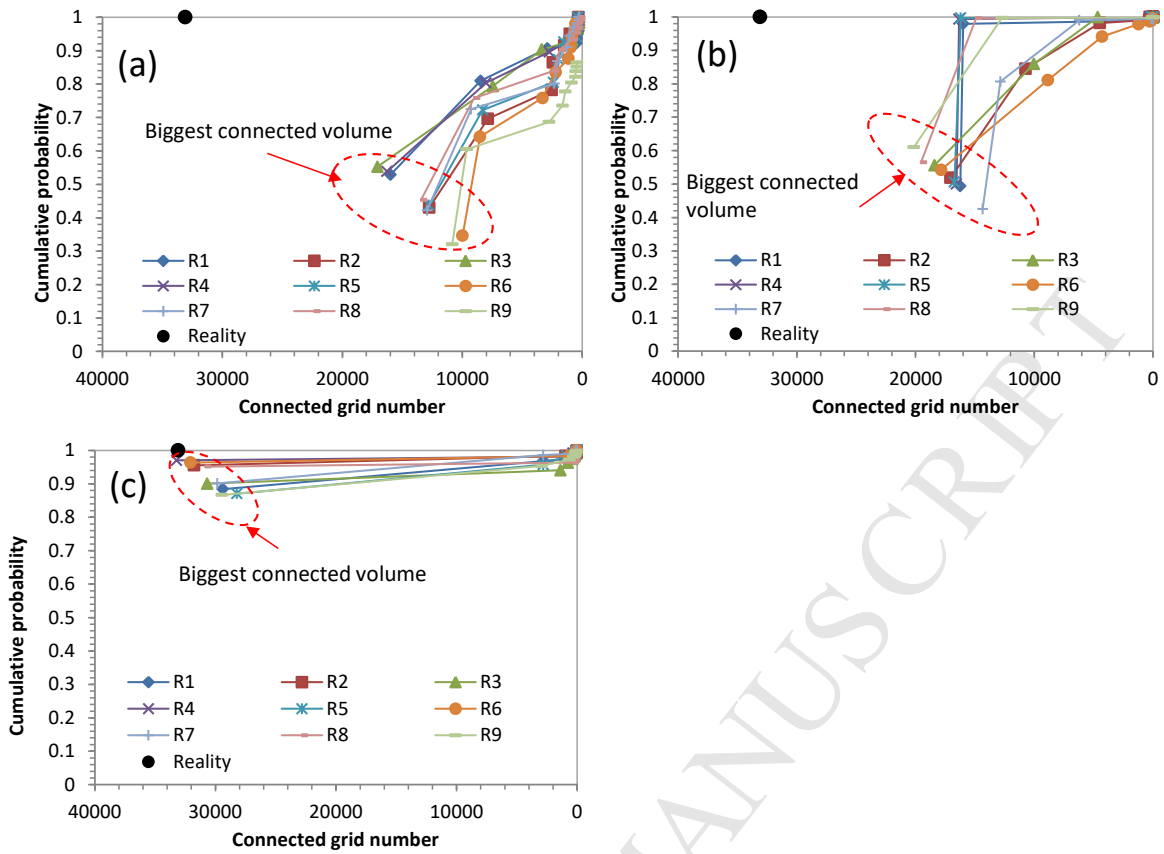 (a)
Cumulative probability
1
0.9
0.8
0.7
0.6
0.5
0.4
0.3
0.2
0.1
0
Biggest connected volume
R1 R2 R3
R4 R5 R6
R7 R8 R9
Reality
40000 30000 20000 10000 0
Connected grid number
(b)
Cumulative probability
1
0.9
0.8
0.7
0.6
0.5
0.4
0.3
0.2
0.1
0
Biggest connected
volume
R1 R2 R3
R4 R5 R6
R7 R8 R9
Reality
40000 30000 20000 10000 0
Connected grid number
(c)
Cumulative probability
1
0.9
0.8
0.7
0.6
0.5
0.4
0.3
0.2
0.1
0
Biggest connected volume
R1 R2 R3
R4 R5 R6
R7 R8 R9
Reality
40000 30000 20000 10000 0
Connected grid number
ANUSCRIPT